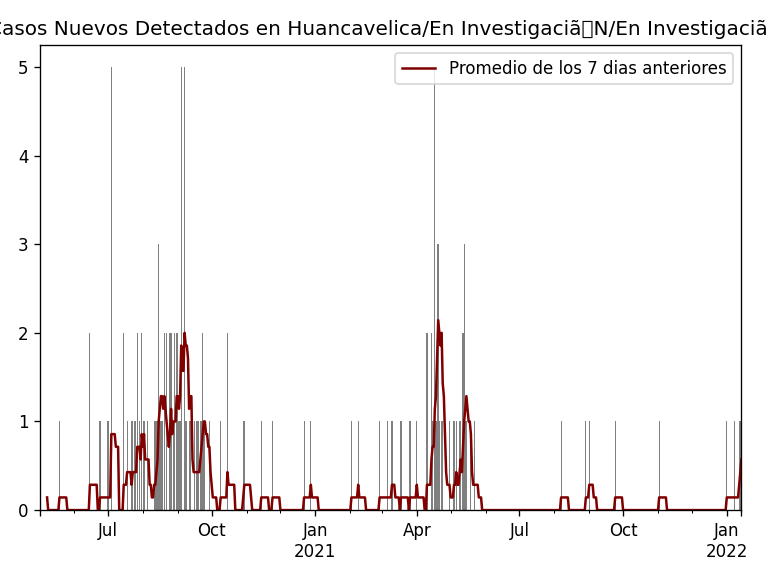 Casos Nuevos Detectados en Huancavelica/En Investigaciã▯N/En Investigaciã
Promedio de los 7 dias anteriores
5
4
3
2
1
0
Jul Oct Jan Apr Jul Oct Jan
2021 2022